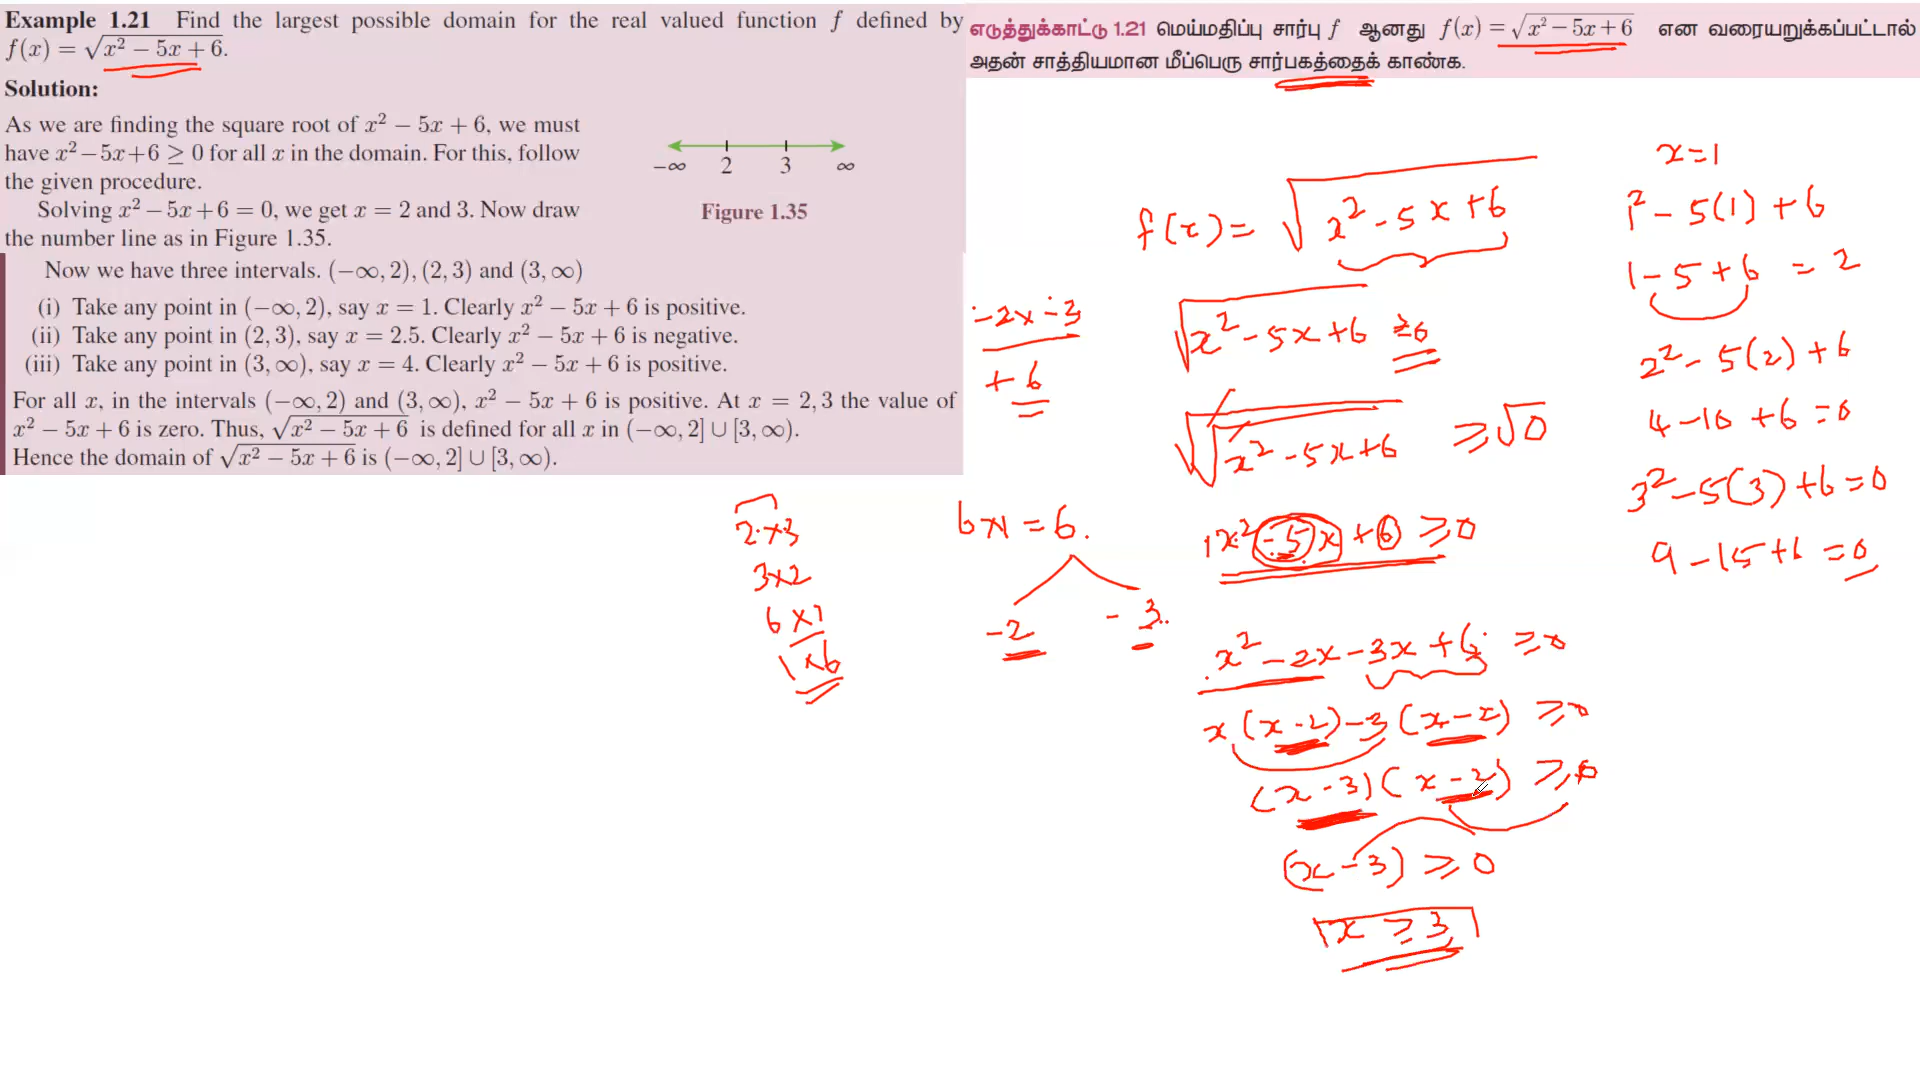 Example 1.21 Find the largest possible domain for the real valued function f defined by
f(x) = √(x² − 5x + 6).
Solution:
As we are finding the square root of x² − 5x + 6, we must
have x² − 5x + 6 ≥ 0 for all x in the domain. For this, follow
the given procedure.
Solving x² − 5x + 6 = 0, we get x = 2 and 3. Now draw
the number line as in Figure 1.35.
−∞ 2 3 ∞
Figure 1.35
Now we have three intervals. (−∞, 2), (2, 3) and (3, ∞)
(i) Take any point in (−∞, 2), say x = 1. Clearly x² − 5x + 6 is positive.
(ii) Take any point in (2, 3), say x = 2.5. Clearly x² − 5x + 6 is negative.
(iii) Take any point in (3, ∞), say x = 4. Clearly x² − 5x + 6 is positive.
For all x, in the intervals (−∞, 2) and (3, ∞), x² − 5x + 6 is positive. At x = 2, 3 the value of
x² − 5x + 6 is zero. Thus, √(x² − 5x + 6) is defined for all x in (−∞, 2] ∪ [3, ∞).
Hence the domain of √(x² − 5x + 6) is (−∞, 2] ∪ [3, ∞).
எடுத்துக்காட்டு 1.21 மெய்மதிப்பு சார்பு f ஆனது f(x) = √(x² − 5x + 6) என வரையறுக்கப்பட்டால்
அதன் சாத்தியமான மீப்பெரு சார்பகத்தைக் காண்க.
f(x) = √(x² - 5x + 6)
√(x² - 5x + 6) ≥ 0
√(√(x² - 5x + 6)) ≥ √0
1x² - 5x + 6 ≥ 0
x² - 2x - 3x + 6 ≥ 0
x(x-2) - 3(x-2) ≥ 0
(x - 3)(x - 2) ≥ 0
(x - 3) ≥ 0
x ≥ 3
-2 x -3
+6
6x1 = 6.
-2 -3
2 x 3
3x2
6 x1
1 x6
x = 1
1² - 5(1) + 6
1 - 5 + 6 = 2
2² - 5(2) + 6
4 - 10 + 6 = 0
3² - 5(3) + 6 = 0
9 - 15 + 6 = 0